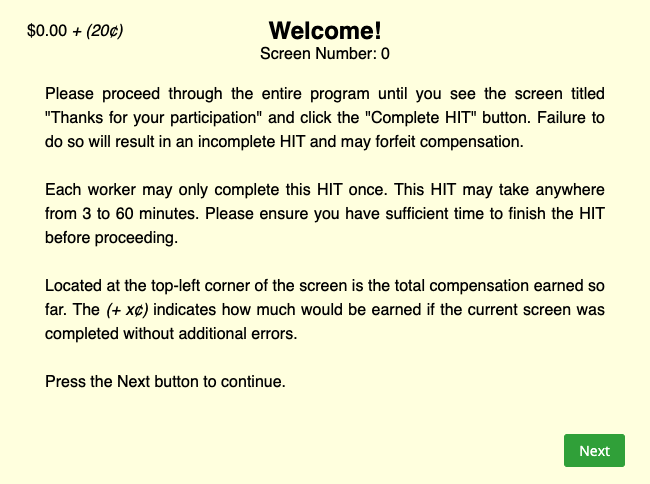 $0.00 + (20¢)
Welcome!
Screen Number: 0
Please proceed through the entire program until you see the screen titled
"Thanks for your participation" and click the "Complete HIT" button. Failure to
do so will result in an incomplete HIT and may forfeit compensation.
Each worker may only complete this HIT once. This HIT may take anywhere
from 3 to 60 minutes. Please ensure you have sufficient time to finish the HIT
before proceeding.
Located at the top-left corner of the screen is the total compensation earned so
far. The (+ x¢) indicates how much would be earned if the current screen was
completed without additional errors.
Press the Next button to continue.
Next